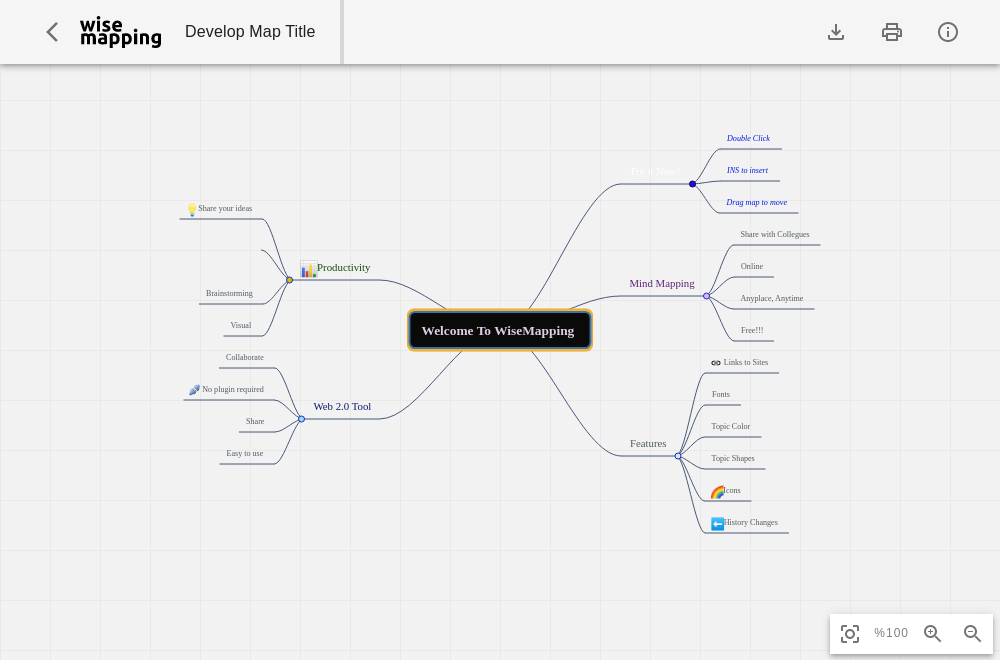 wise
mapping
Develop Map Title
Double Click
INS to insert
Drag map to move
Share with Collegues
Mind Mapping
Online
Anyplace, Anytime
Free!!!
Share your ideas
Productivity
Brainstorming
Visual
Welcome To WiseMapping
Collaborate
No plugin required
Web 2.0 Tool
Share
Easy to use
Links to Sites
Fonts
Topic Color
Features
Topic Shapes
Icons
History Changes
%100